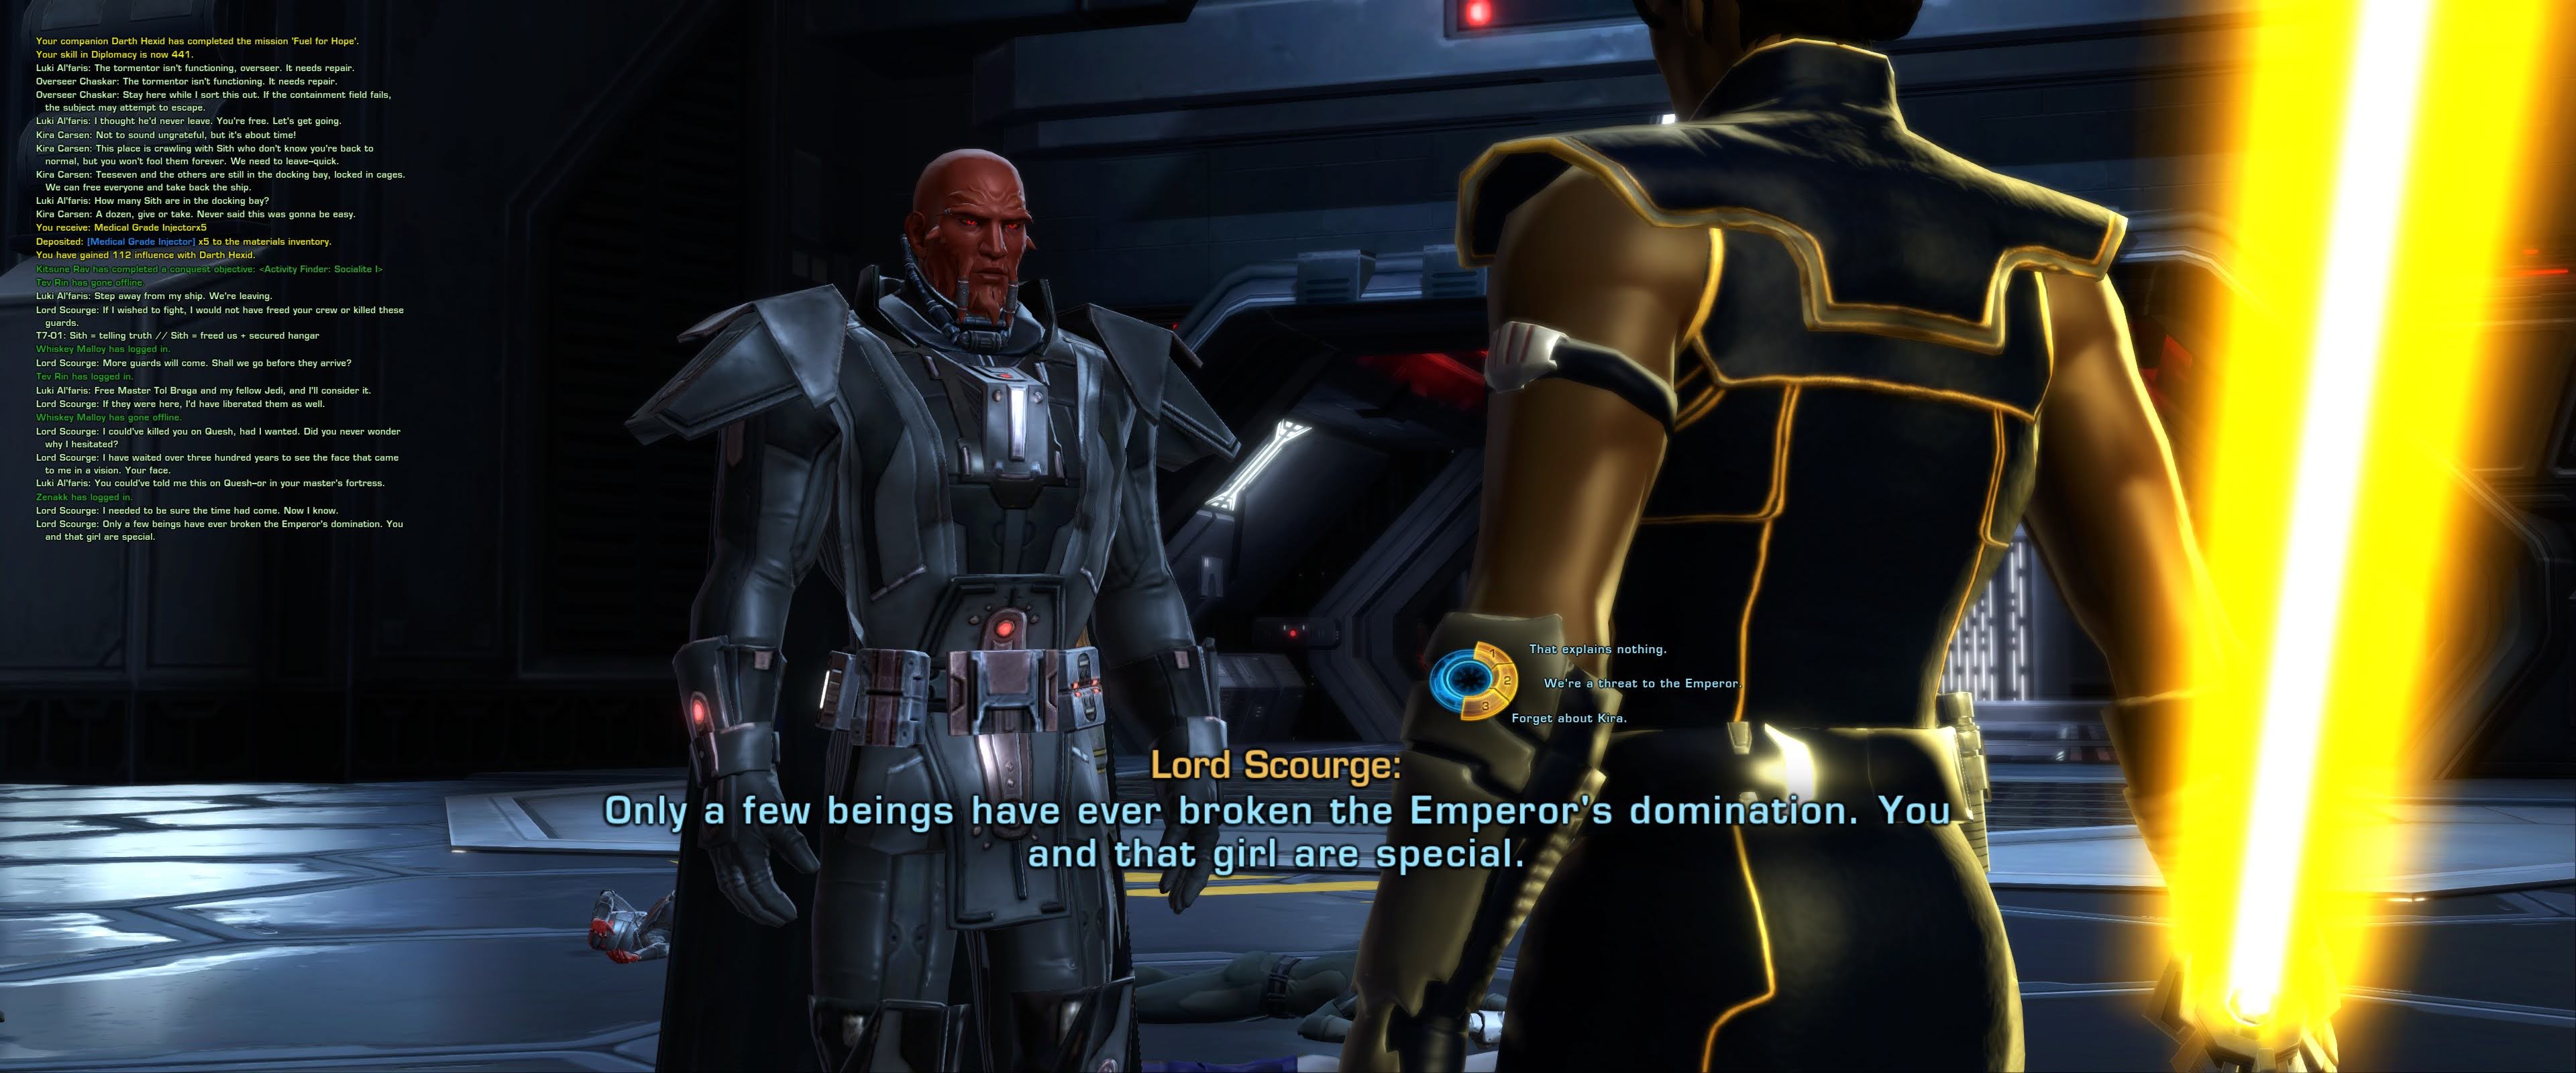 Your companion Darth Hexid has completed the mission 'Fuel for Hope'.
Your skill in Diplomacy is now 441.
Luki Al'faris: The tormentor isn't functioning, overseer. It needs repair.
Overseer Chaskar: The tormentor isn't functioning. It needs repair.
Overseer Chaskar: Stay here while I sort this out. If the containment field fails,
the subject may attempt to escape.
Luki Al'faris: I thought he'd never leave. You're free. Let's get going.
Kira Carsen: Not to sound ungrateful, but it's about time!
Kira Carsen: This place is crawling with Sith who don't know you're back to
normal, but you won't fool them forever. We need to leave–quick.
Kira Carsen: Teeseven and the others are still in the docking bay, locked in cages.
We can free everyone and take back the ship.
Luki Al'faris: How many Sith are in the docking bay?
Kira Carsen: A dozen, give or take. Never said this was gonna be easy.
You receive: Medical Grade Injectorx5
Deposited: [Medical Grade Injector] x5 to the materials inventory.
You have gained 112 influence with Darth Hexid.
Kitsune Ráv has completed a conquest objective: <Activity Finder: Socialite I>
Tev Rin has gone offline.
Luki Al'faris: Step away from my ship. We're leaving.
Lord Scourge: If I wished to fight, I would not have freed your crew or killed these
guards.
T7-O1: Sith = telling truth // Sith = freed us + secured hangar
Whiskey Malloy has logged in.
Lord Scourge: More guards will come. Shall we go before they arrive?
Tev Rin has logged in.
Luki Al'faris: Free Master Tol Braga and my fellow Jedi, and I'll consider it.
Lord Scourge: If they were here, I'd have liberated them as well.
Whiskey Malloy has gone offline.
Lord Scourge: I could've killed you on Quesh, had I wanted. Did you never wonder
why I hesitated?
Lord Scourge: I have waited over three hundred years to see the face that came
to me in a vision. Your face.
Luki Al'faris: You could've told me this on Quesh–or in your master's fortress.
Zenakk has logged in.
Lord Scourge: I needed to be sure the time had come. Now I know.
Lord Scourge: Only a few beings have ever broken the Emperor's domination. You
and that girl are special.
1 That explains nothing.
2 We're a threat to the Emperor.
3 Forget about Kira.
Lord Scourge:
Only a few beings have ever broken the Emperor's domination. You
and that girl are special.